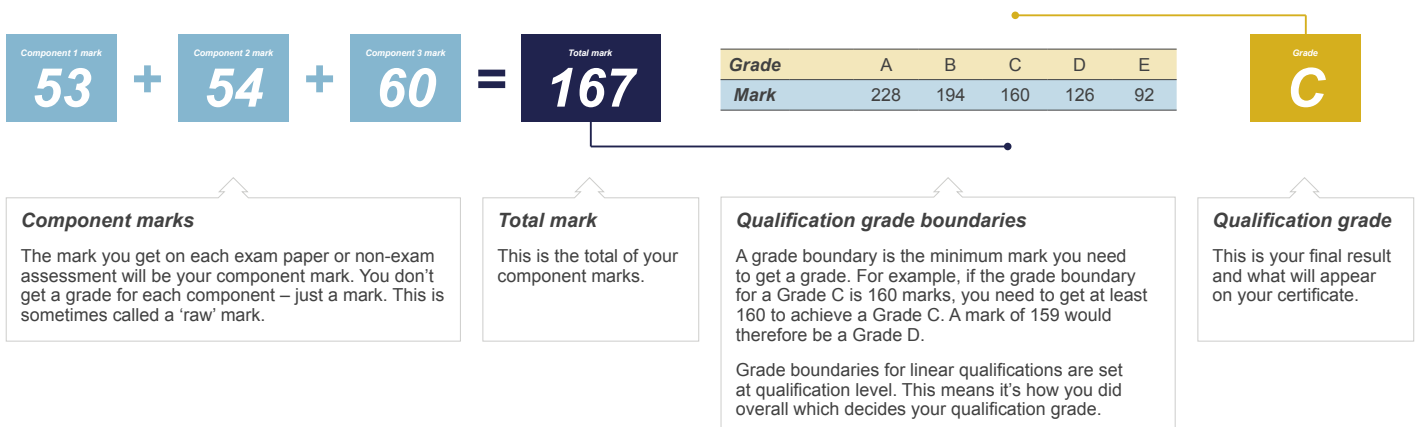 Component 1 mark
53
+
Component 2 mark
54
+
Component 3 mark
60
=
Total mark
167
Grade A B C D E
Mark 228 194 160 126 92
Grade
C
Component marks
The mark you get on each exam paper or non-exam
assessment will be your component mark. You don’t
get a grade for each component – just a mark. This is
sometimes called a ‘raw’ mark.
Total mark
This is the total of your
component marks.
Qualification grade boundaries
A grade boundary is the minimum mark you need
to get a grade. For example, if the grade boundary
for a Grade C is 160 marks, you need to get at least
160 to achieve a Grade C. A mark of 159 would
therefore be a Grade D.
Grade boundaries for linear qualifications are set
at qualification level. This means it’s how you did
overall which decides your qualification grade.
Qualification grade
This is your final result
and what will appear
on your certificate.